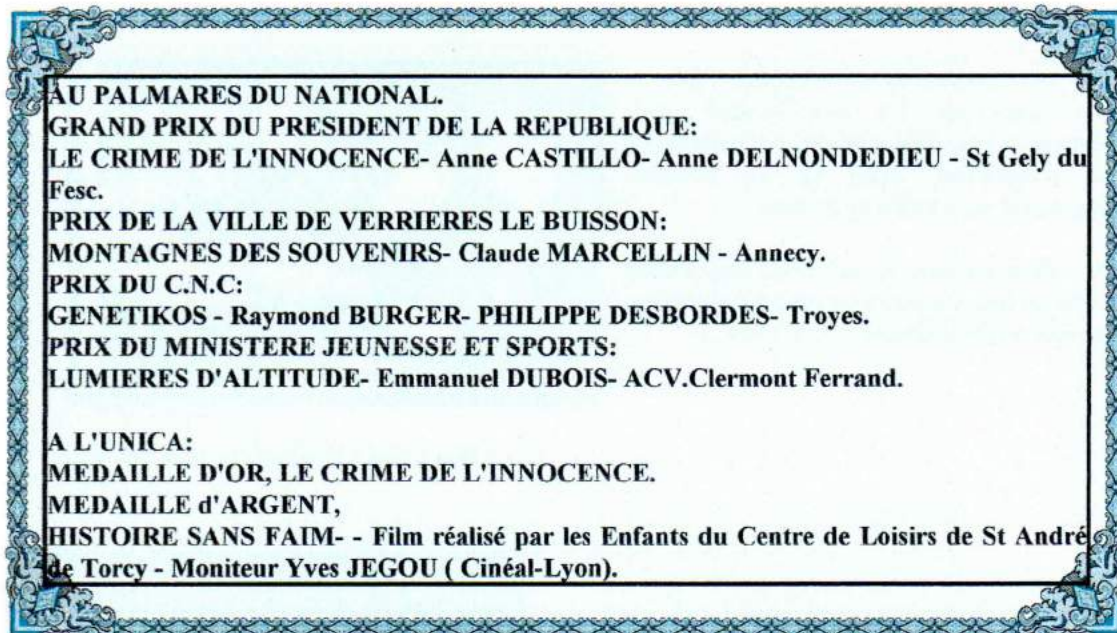 AU PALMARES DU NATIONAL.
GRAND PRIX DU PRESIDENT DE LA REPUBLIQUE:
LE CRIME DE L'INNOCENCE- Anne CASTILLO- Anne DELNONDEDIEU - St Gely du
Fesc.
PRIX DE LA VILLE DE VERRIERES LE BUISSON:
MONTAGNES DES SOUVENIRS- Claude MARCELLIN - Annecy.
PRIX DU C.N.C:
GENETIKOS - Raymond BURGER- PHILIPPE DESBORDES- Troyes.
PRIX DU MINISTERE JEUNESSE ET SPORTS:
LUMIERES D'ALTITUDE- Emmanuel DUBOIS- ACV.Clermont Ferrand.
A L'UNICA:
MEDAILLE D'OR, LE CRIME DE L'INNOCENCE.
MEDAILLE d'ARGENT,
HISTOIRE SANS FAIM- - Film réalisé par les Enfants du Centre de Loisirs de St André
de Torcy - Moniteur Yves JEGOU ( Cinéal-Lyon).